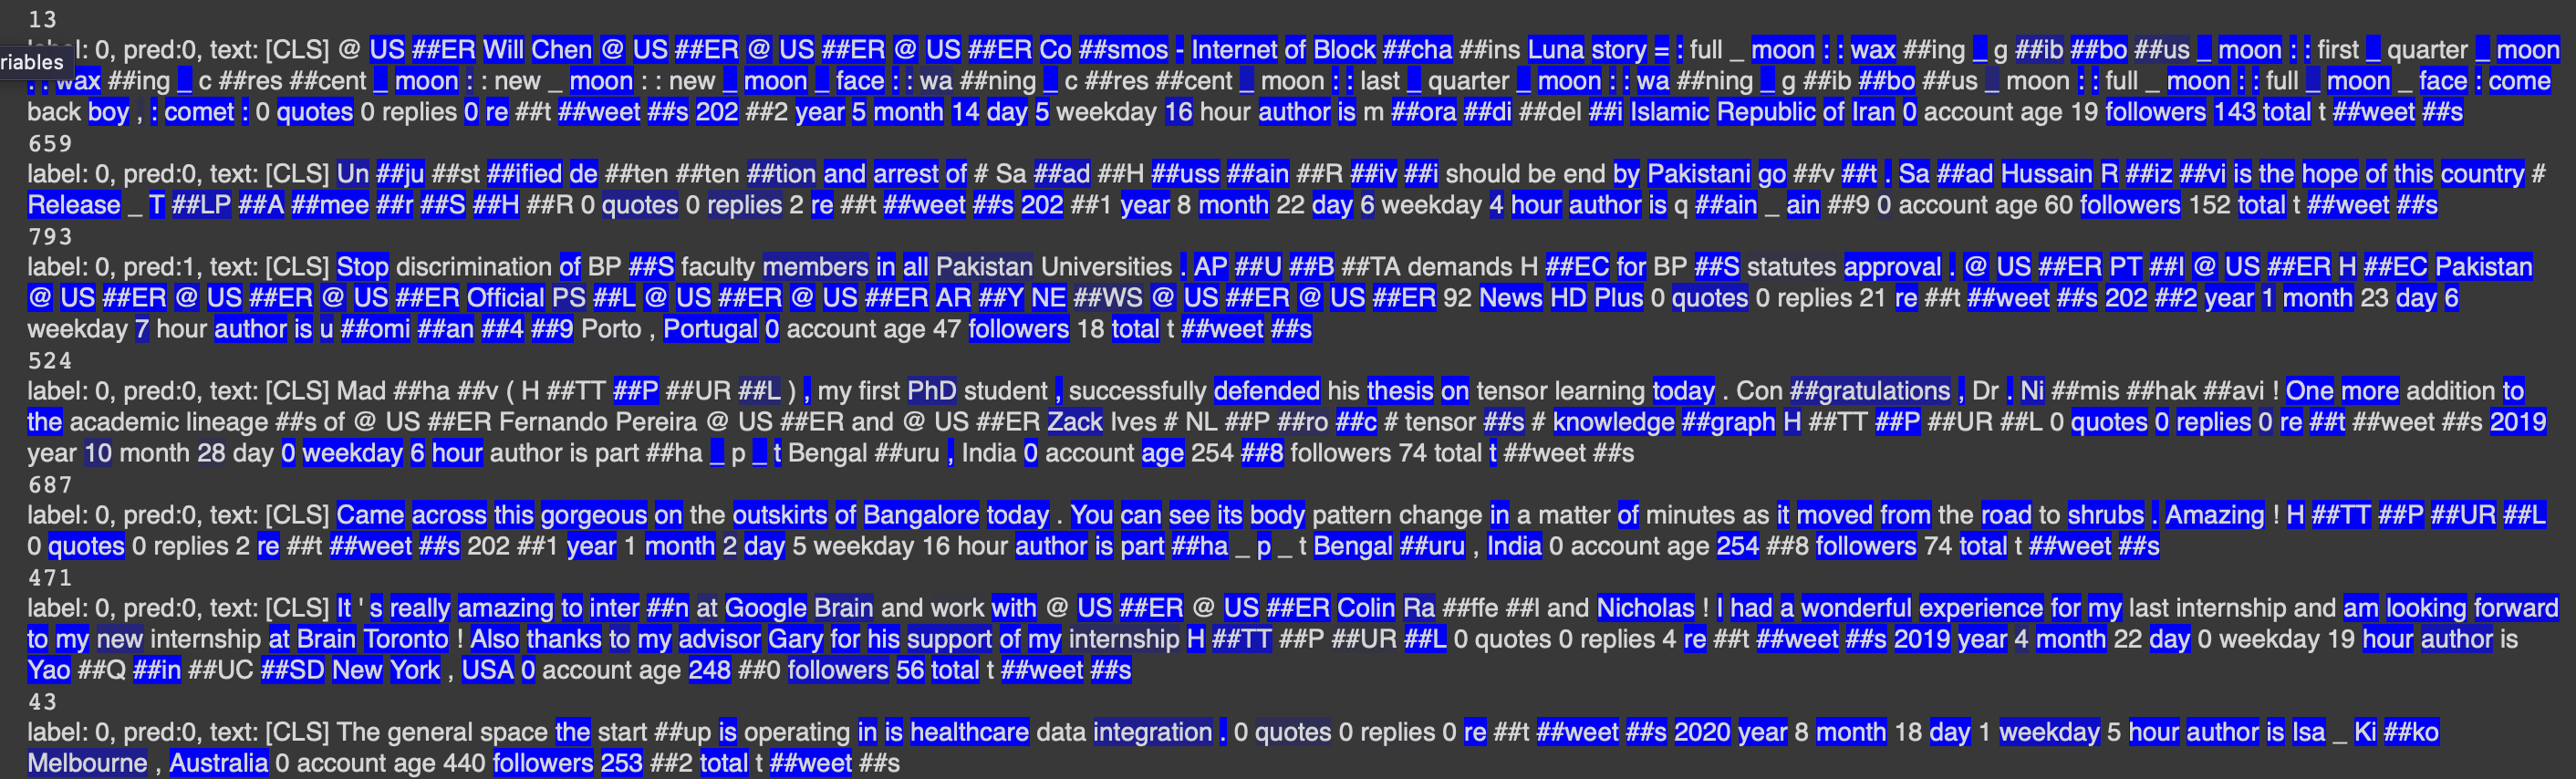 13
label: 0, pred:0, text: [CLS] @ US ##ER Will Chen @ US ##ER @ US ##ER @ US ##ER Co ##smos - Internet of Block ##cha ##ins Luna story = : full _ moon : : wax ##ing _ g ##ib ##bo ##us _ moon : : first _ quarter _ moon
riables
: : wax ##ing _ c ##res ##cent _ moon : : new _ moon : : new _ moon _ face : : wa ##ning _ c ##res ##cent _ moon : : last _ quarter _ moon : : wa ##ning _ g ##ib ##bo ##us _ moon : : full _ moon : : full _ moon _ face : come
back boy , : comet : 0 quotes 0 replies 0 re ##t ##weet ##s 202 ##2 year 5 month 14 day 5 weekday 16 hour author is m ##ora ##di ##del ##i Islamic Republic of Iran 0 account age 19 followers 143 total t ##weet ##s
659
label: 0, pred:0, text: [CLS] Un ##ju ##st ##ified de ##ten ##ten ##tion and arrest of # Sa ##ad ##H ##uss ##ain ##R ##iv ##i should be end by Pakistani go ##v ##t . Sa ##ad Hussain R ##iz ##vi is the hope of this country #
Release _ T ##LP ##A ##mee ##r ##S ##H ##R 0 quotes 0 replies 2 re ##t ##weet ##s 202 ##1 year 8 month 22 day 6 weekday 4 hour author is q ##ain _ ain ##9 0 account age 60 followers 152 total t ##weet ##s
793
label: 0, pred:1, text: [CLS] Stop discrimination of BP ##S faculty members in all Pakistan Universities . AP ##U ##B ##TA demands H ##EC for BP ##S statutes approval . @ US ##ER PT ##I @ US ##ER H ##EC Pakistan
@ US ##ER @ US ##ER @ US ##ER Official PS ##L @ US ##ER @ US ##ER AR ##Y NE ##WS @ US ##ER @ US ##ER 92 News HD Plus 0 quotes 0 replies 21 re ##t ##weet ##s 202 ##2 year 1 month 23 day 6
weekday 7 hour author is u ##omi ##an ##4 ##9 Porto , Portugal 0 account age 47 followers 18 total t ##weet ##s
524
label: 0, pred:0, text: [CLS] Mad ##ha ##v ( H ##TT ##P ##UR ##L ) , my first PhD student , successfully defended his thesis on tensor learning today . Con ##gratulations , Dr . Ni ##mis ##hak ##avi ! One more addition to
the academic lineage ##s of @ US ##ER Fernando Pereira @ US ##ER and @ US ##ER Zack Ives # NL ##P ##ro ##c # tensor ##s # knowledge ##graph H ##TT ##P ##UR ##L 0 quotes 0 replies 0 re ##t ##weet ##s 2019
year 10 month 28 day 0 weekday 6 hour author is part ##ha _ p _ t Bengal ##uru , India 0 account age 254 ##8 followers 74 total t ##weet ##s
687
label: 0, pred:0, text: [CLS] Came across this gorgeous on the outskirts of Bangalore today . You can see its body pattern change in a matter of minutes as it moved from the road to shrubs . Amazing ! H ##TT ##P ##UR ##L
0 quotes 0 replies 2 re ##t ##weet ##s 202 ##1 year 1 month 2 day 5 weekday 16 hour author is part ##ha _ p _ t Bengal ##uru , India 0 account age 254 ##8 followers 74 total t ##weet ##s
471
label: 0, pred:0, text: [CLS] It ' s really amazing to inter ##n at Google Brain and work with @ US ##ER @ US ##ER Colin Ra ##ffe ##l and Nicholas ! I had a wonderful experience for my last internship and am looking forward
to my new internship at Brain Toronto ! Also thanks to my advisor Gary for his support of my internship H ##TT ##P ##UR ##L 0 quotes 0 replies 4 re ##t ##weet ##s 2019 year 4 month 22 day 0 weekday 19 hour author is
Yao ##Q ##in ##UC ##SD New York , USA 0 account age 248 ##0 followers 56 total t ##weet ##s
43
label: 0, pred:0, text: [CLS] The general space the start ##up is operating in is healthcare data integration . 0 quotes 0 replies 0 re ##t ##weet ##s 2020 year 8 month 18 day 1 weekday 5 hour author is Isa _ Ki ##ko
Melbourne , Australia 0 account age 440 followers 253 ##2 total t ##weet ##s